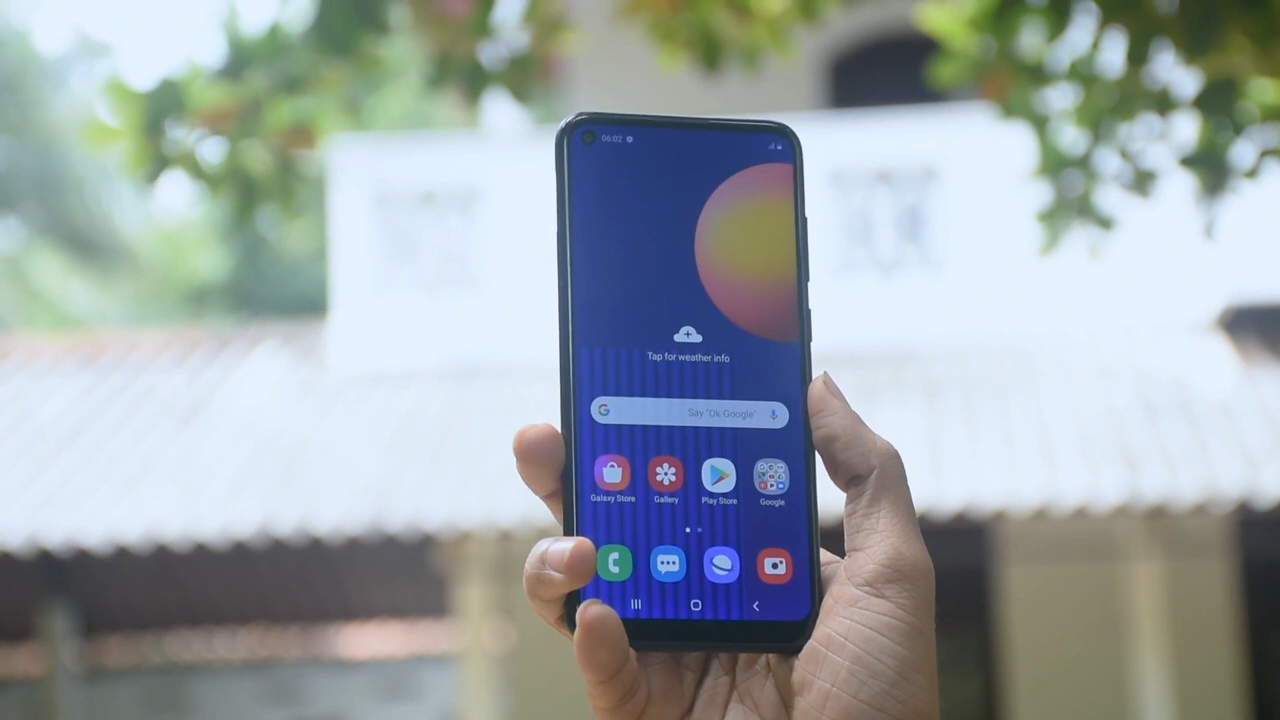 06:02
Tap for weather info
Say "Ok Google"
Galaxy Store
Gallery
Play Store
Google